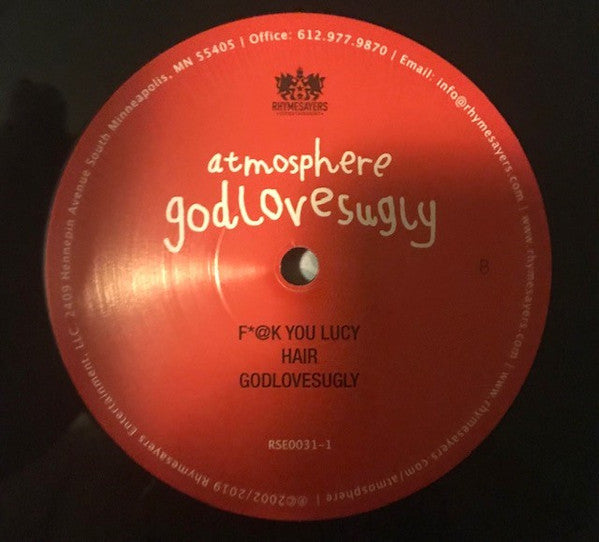 ℗©2002/2019 Rhymesayers Entertainment, LLC. 2409 Hennepin Avenue South Minneapolis, MN 55405 | Office: 612.977.9870 | Email: info@rhymesayers.com | www.rhymesayers.com | www.rhymesayers.com/atmosphere |
RHYMESAYERS
atmosphere
godlovesugly
B
F*@K YOU LUCY
HAIR
GODLOVESUGLY
RSE0031-1